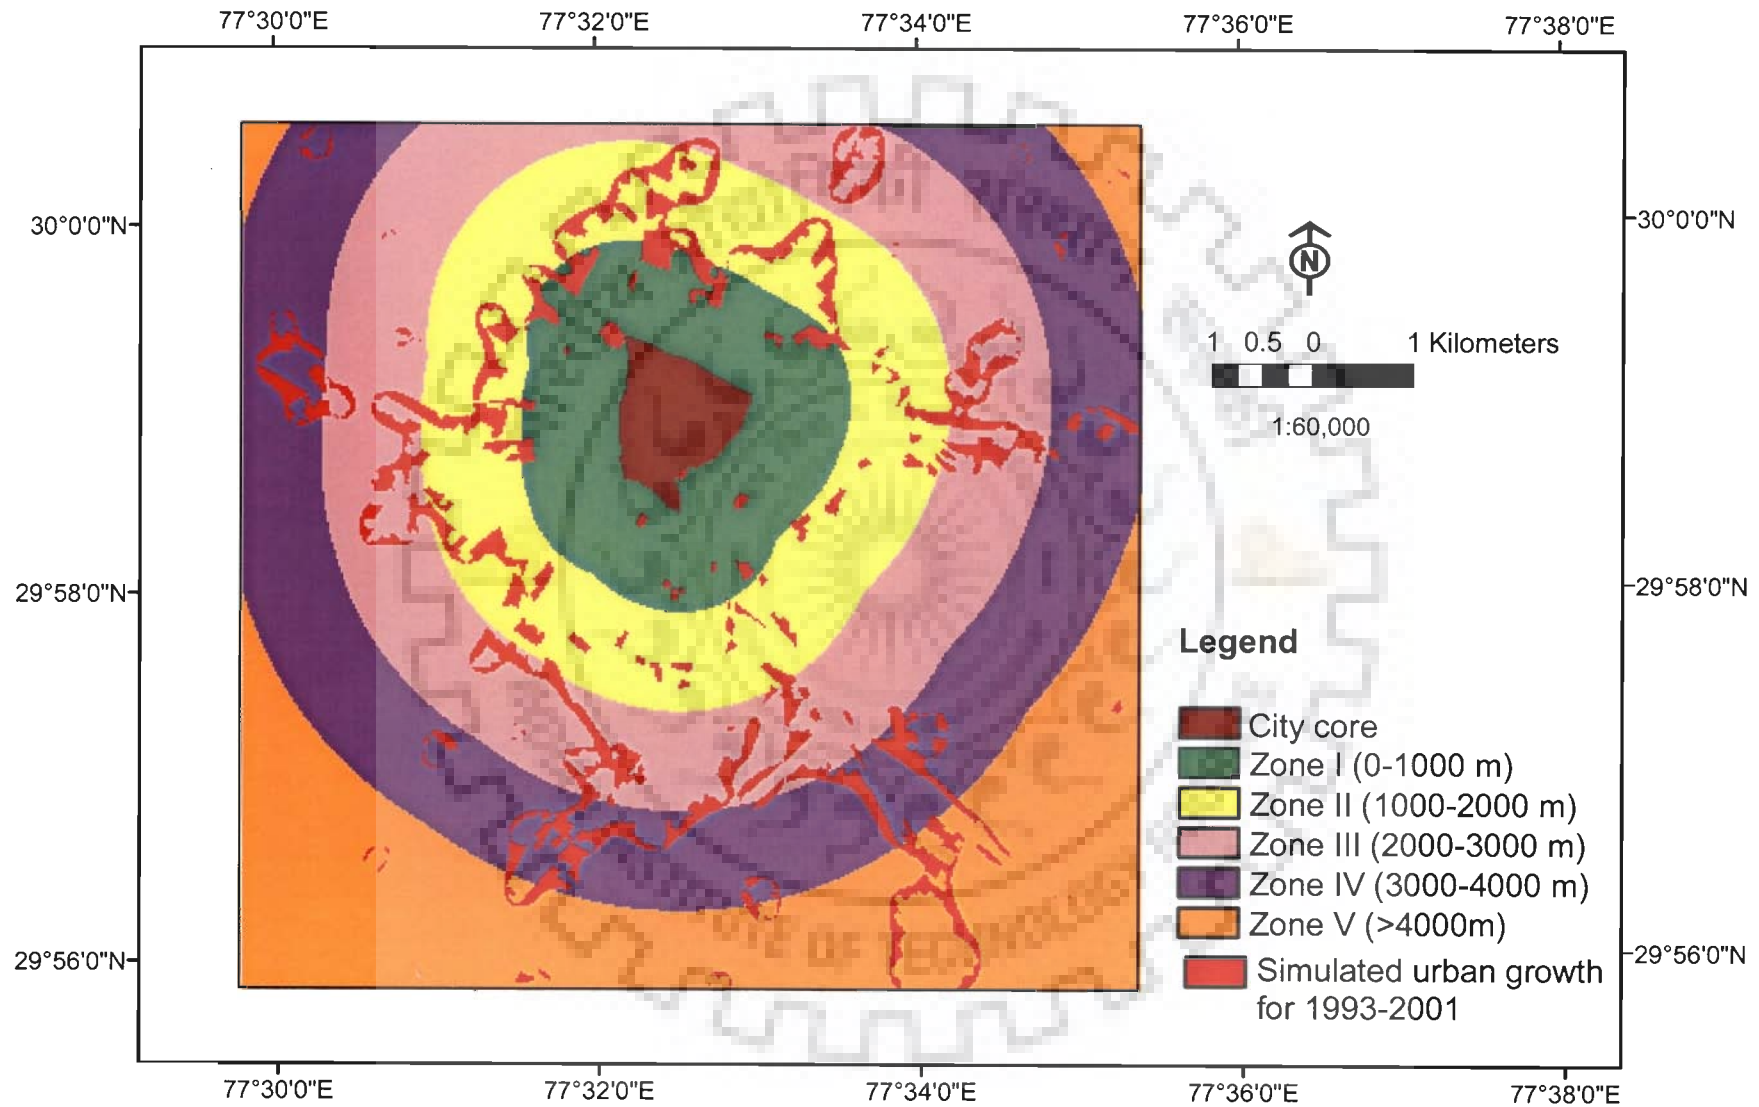 77°30'0"E 77°32'0"E 77°34'0"E 77°36'0"E 77°38'0"E
30°0'0"N 30°0'0"N
N
1 0.5 0 1 Kilometers
1:60,000
29°58'0"N 29°58'0"N
Legend
City core
Zone I (0-1000 m)
Zone II (1000-2000 m)
Zone III (2000-3000 m)
Zone IV (3000-4000 m)
Zone V (>4000m)
29°56'0"N 29°56'0"N
Simulated urban growth
for 1993-2001
OF TECHNOLOGY
77°30'0"E 77°32'0"E 77°34'0"E 77°36'0"E 77°38'0"E